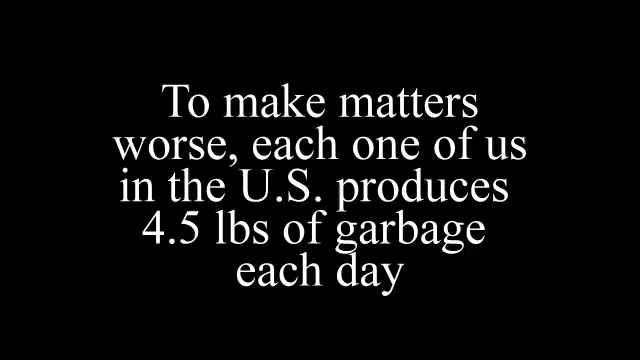 To make matters
worse, each one of us
in the U.S. produces
4.5 lbs of garbage
each day